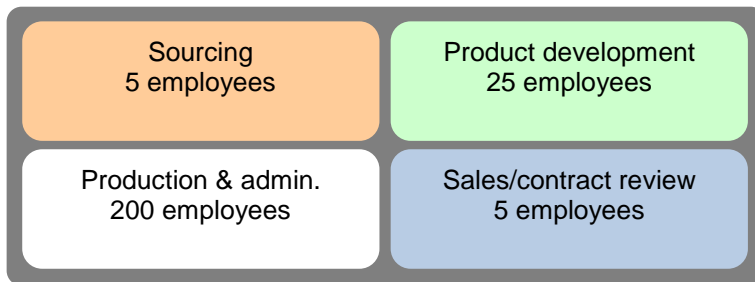 Sourcing
5 employees
Product development
25 employees
Production & admin.
200 employees
Sales/contract review
5 employees